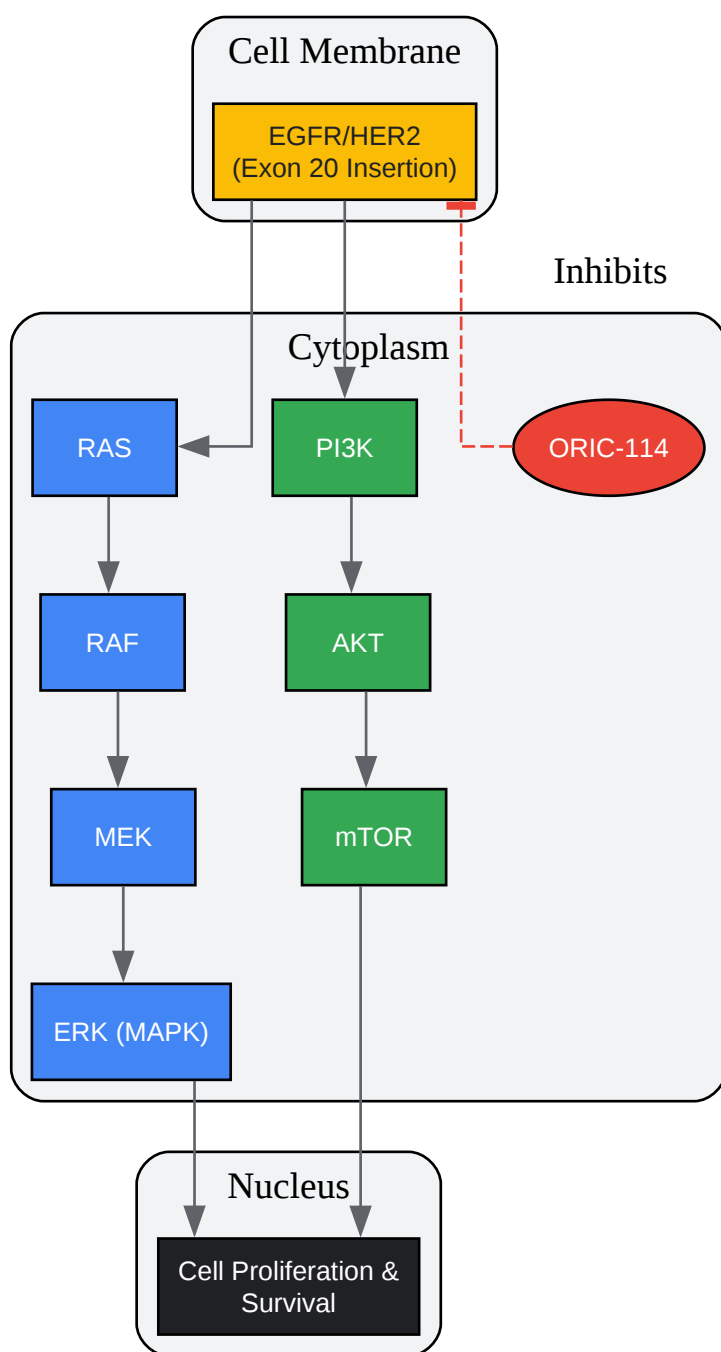 Cell Membrane
EGFR/HER2
(Exon 20 Insertion)
Inhibits
Cytoplasm
RAS
PI3K
ORIC-114
RAF
AKT
MEK
mTOR
ERK (MAPK)
Nucleus
Cell Proliferation &
Survival